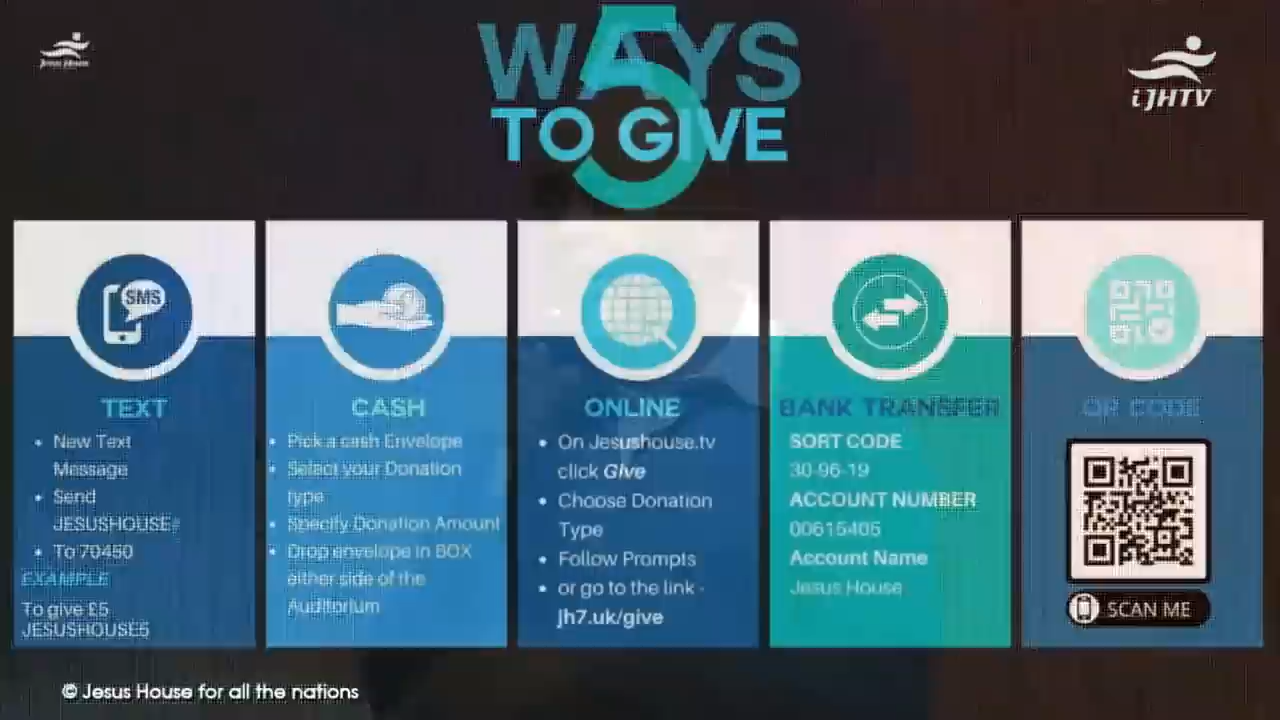 Jesus House
iJHTV
5
WAYS
TO GIVE
SMS
TEXT
• New Text
Message
• Send
JESUSHOUSE#
• To 70450
EXAMPLE
To give £5
JESUSHOUSE5
CASH
• Pick a cash Envelope
• Select your Donation
type
• Specify Donation Amount
• Drop envelope in BOX
either side of the
Auditorium
ONLINE
• On Jesushouse.tv
click Give
• Choose Donation
Type
• Follow Prompts
• or go to the link -
jh7.uk/give
BANK TRANSFER
SORT CODE
30-96-19
ACCOUNT NUMBER
00615405
Account Name
Jesus House
QR CODE
SCAN ME
© Jesus House for all the nations